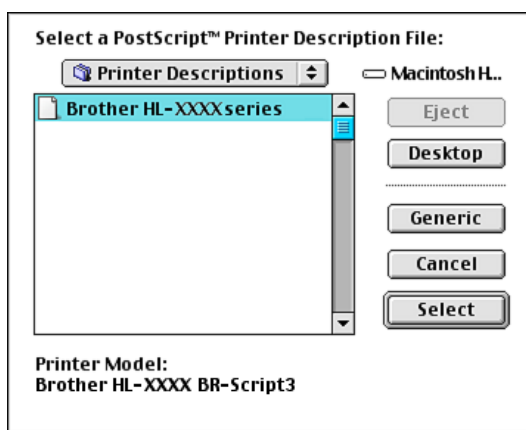 Select a PostScript™ Printer Description File:
Printer Descriptions
Macintosh H...
Brother HL-XXXX series
Eject
Desktop
Generic
Cancel
Select
Printer Model:
Brother HL-XXXX BR-Script3